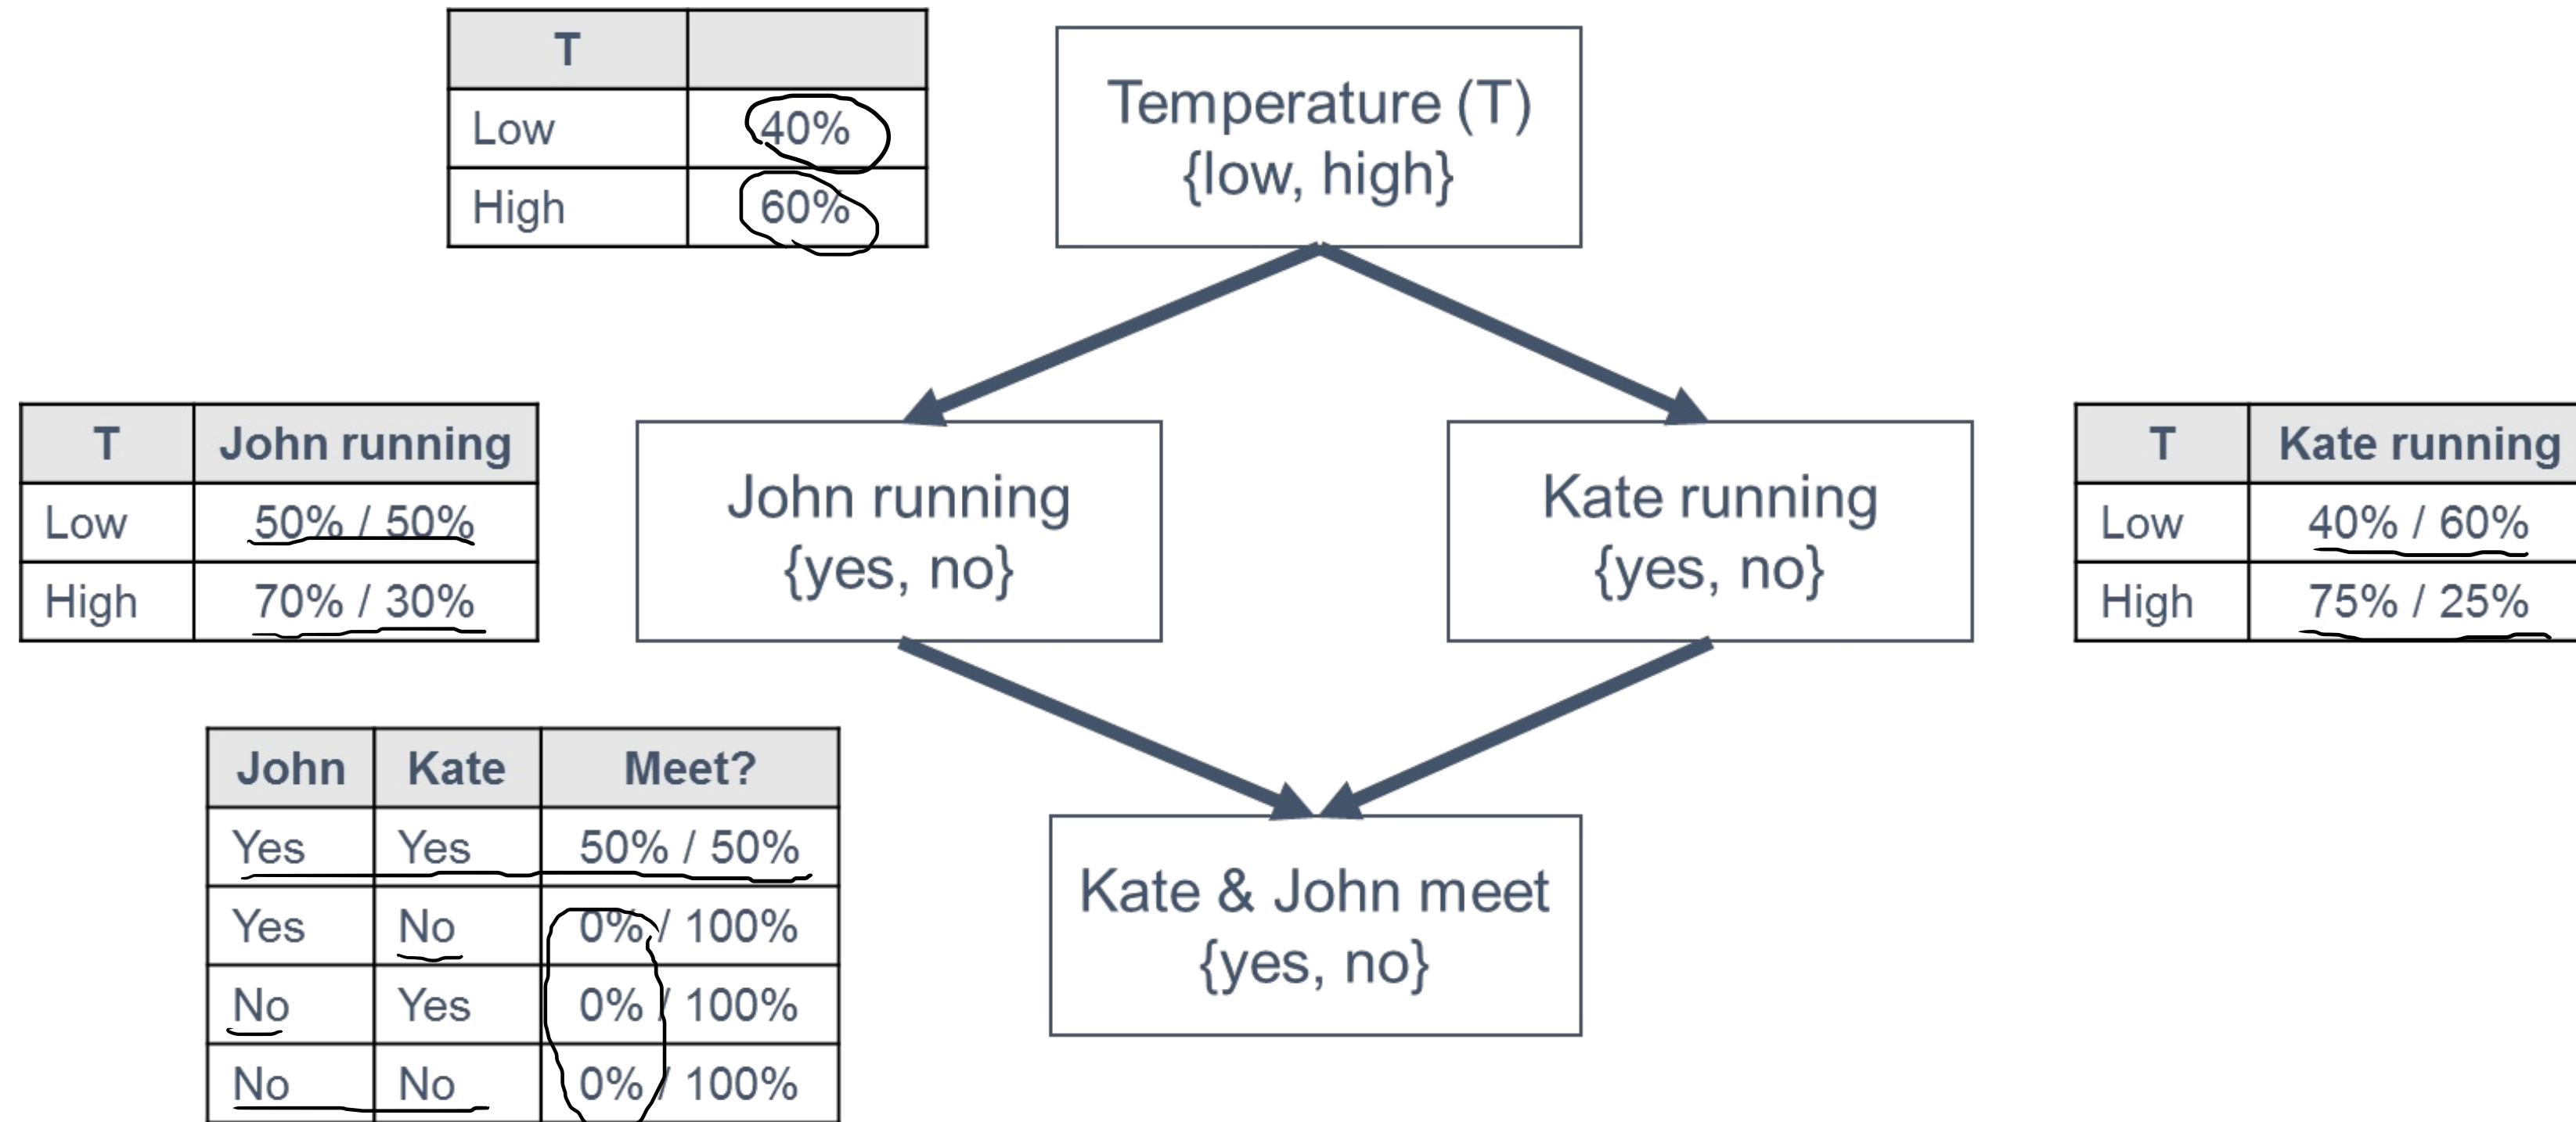 T
Low 40%
High 60%
Temperature (T)
{low, high}
T John running
Low 50% / 50%
High 70% / 30%
John running
{yes, no}
Kate running
{yes, no}
T Kate running
Low 40% / 60%
High 75% / 25%
John Kate Meet?
Yes Yes 50% / 50%
Yes No 0% / 100%
No Yes 0% / 100%
No No 0% / 100%
Kate & John meet
{yes, no}